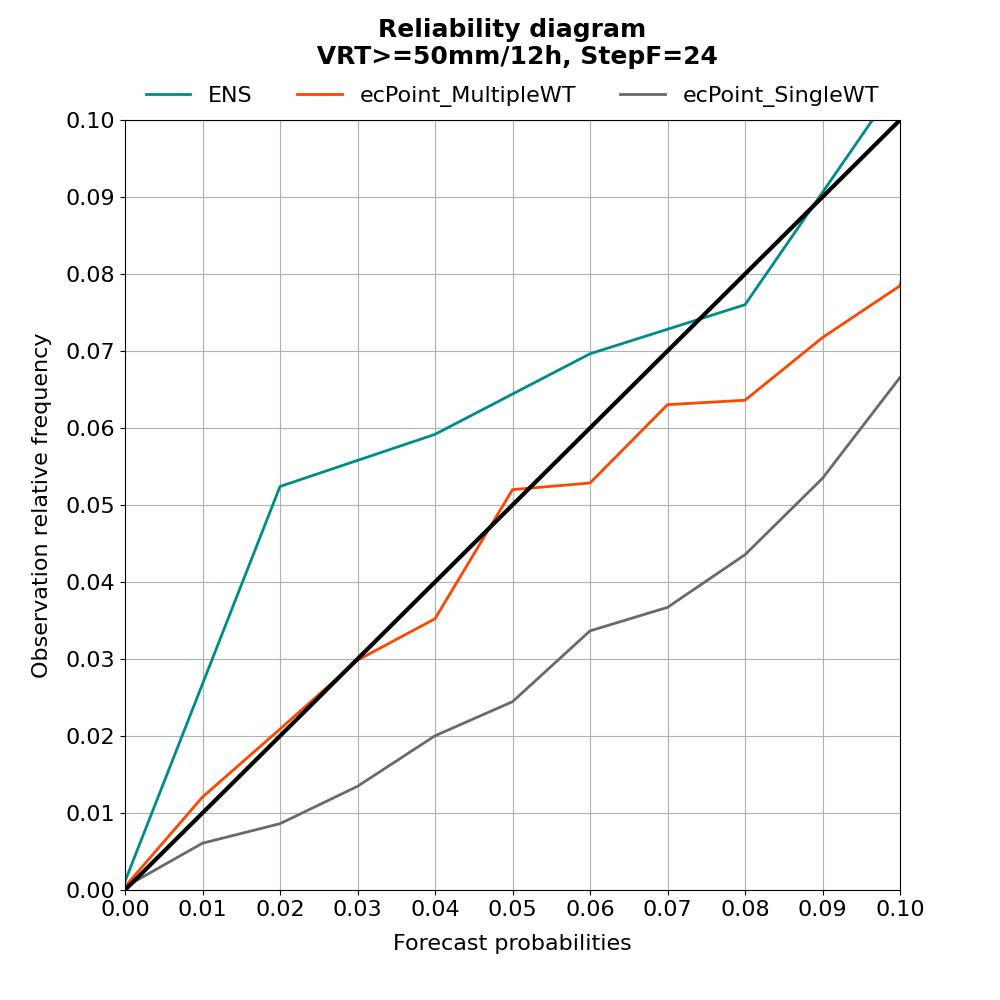 Reliability diagram
VRT>=50mm/12h, StepF=24
ENS ecPoint_MultipleWT ecPoint_SingleWT
0.10
0.09
0.08
0.07
0.06
0.05
0.04
0.03
0.02
0.01
0.00
Observation relative frequency
0.00 0.01 0.02 0.03 0.04 0.05 0.06 0.07 0.08 0.09 0.10
Forecast probabilities